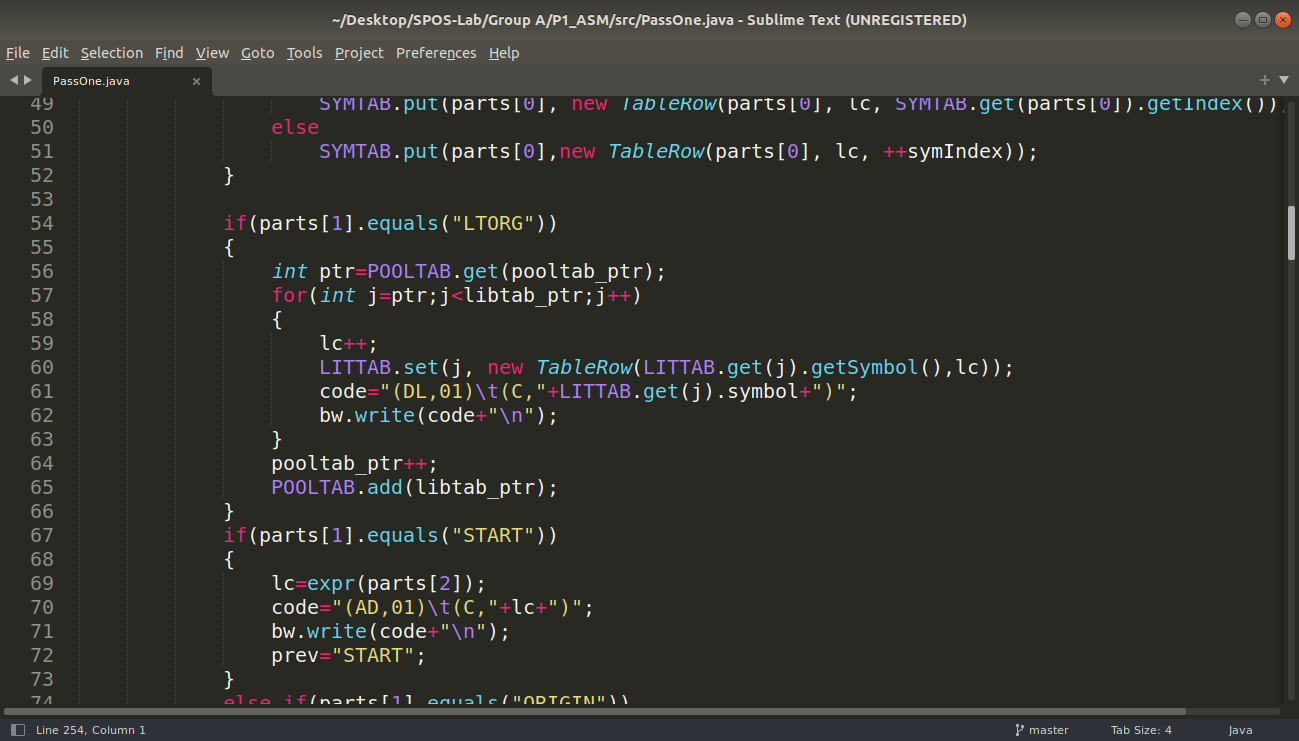 ~/Desktop/SPOS-Lab/Group A/P1_ASM/src/PassOne.java - Sublime Text (UNREGISTERED)
File Edit Selection Find View Goto Tools Project Preferences Help
PassOne.java
49 SYMTAB.put(parts[0], new TableRow(parts[0], lc, SYMTAB.get(parts[0]).getIndex()));
50 else
51 SYMTAB.put(parts[0],new TableRow(parts[0], lc, ++symIndex));
52 }
53
54 if(parts[1].equals("LTORG"))
55 {
56 int ptr=POOLTAB.get(pooltab_ptr);
57 for(int j=ptr;j<libtab_ptr;j++)
58 {
59 lc++;
60 LITTAB.set(j, new TableRow(LITTAB.get(j).getSymbol(),lc));
61 code="(DL,01)\t(C,"+LITTAB.get(j).symbol+")";
62 bw.write(code+"\n");
63 }
64 pooltab_ptr++;
65 POOLTAB.add(libtab_ptr);
66 }
67 if(parts[1].equals("START"))
68 {
69 lc=expr(parts[2]);
70 code="(AD,01)\t(C,"+lc+")";
71 bw.write(code+"\n");
72 prev="START";
73 }
74 else if(parts[1].equals("ORIGIN"))
Line 254, Column 1 master Tab Size: 4 Java